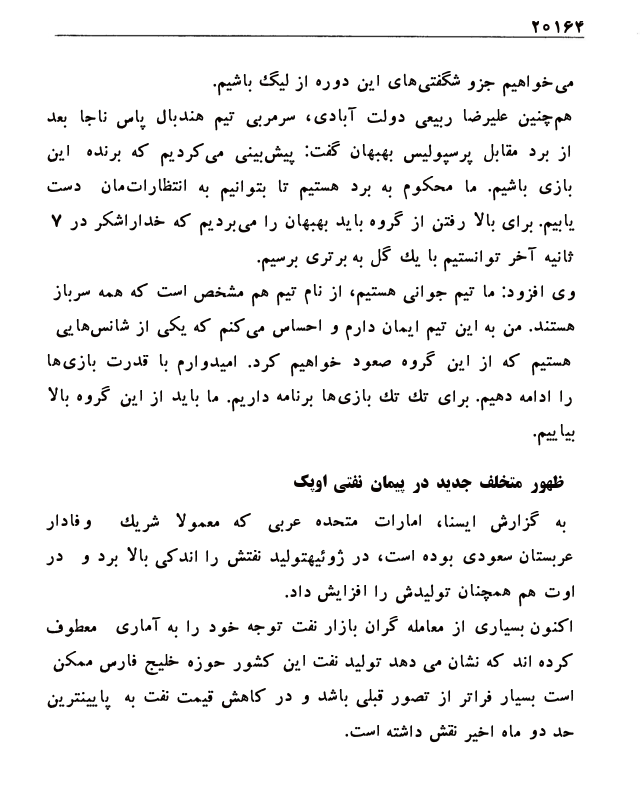 ۲۰۱۶۴
می‌خواهیم جزو شگفتی‌های این دوره از لیگ باشیم.
هم‌چنین علیرضا ربیعی دولت آبادی، سرمربی تیم هندبال پاس ناجا بعد
از برد مقابل پرسپولیس بهبهان گفت: پیش‌بینی می‌کردیم که برنده این
بازی باشیم. ما محکوم به برد هستیم تا بتوانیم به انتظارات‌مان دست
یابیم. برای بالا رفتن از گروه باید بهبهان را می‌بردیم که خداراشکر در ۷
ثانیه آخر توانستیم با یك گل به برتری برسیم.
وی افزود: ما تیم جوانی هستیم، از نام تیم هم مشخص است که همه سرباز
هستند. من به این تیم ایمان دارم و احساس می‌کنم که یکی از شانس‌هایی
هستیم که از این گروه صعود خواهیم کرد. امیدوارم با قدرت بازی‌ها
را ادامه دهیم. برای تك تك بازی‌ها برنامه داریم. ما باید از این گروه بالا
بیاییم.
ظهور متخلف جدید در پیمان نفتی اوپک
به گزارش ایسنا، امارات متحده عربی که معمولا شریك وفادار
عربستان سعودی بوده است، در ژوئیهتولید نفتش را اندکی بالا برد و در
اوت هم همچنان تولیدش را افزایش داد.
اکنون بسیاری از معامله گران بازار نفت توجه خود را به آماری معطوف
کرده اند که نشان می دهد تولید نفت این کشور حوزه خلیج فارس ممکن
است بسیار فراتر از تصور قبلی باشد و در کاهش قیمت نفت به پایینترین
حد دو ماه اخیر نقش داشته است.